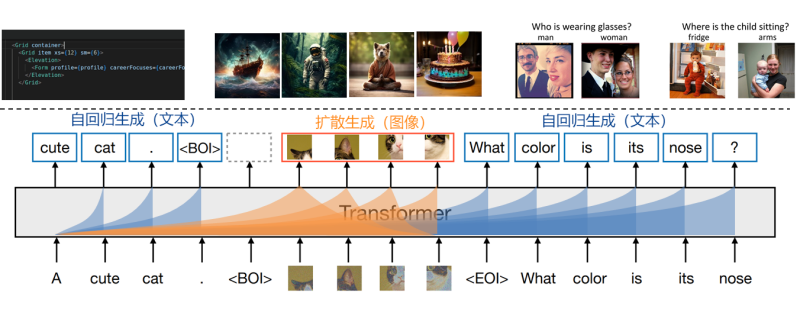 <Grid container>
<Grid item xs={12} sm={6}>
<Elevation>
<Form profile={profile} careerFocuses={careerFo
</Elevation>
</Grid>
Who is wearing glasses?
man woman
Where is the child sitting?
fridge arms
自回归生成（文本） 扩散生成（图像） 自回归生成（文本）
cute cat . <BOI> What color is its nose ?
Transformer
A cute cat . <BOI> <EOI> What color is its nose